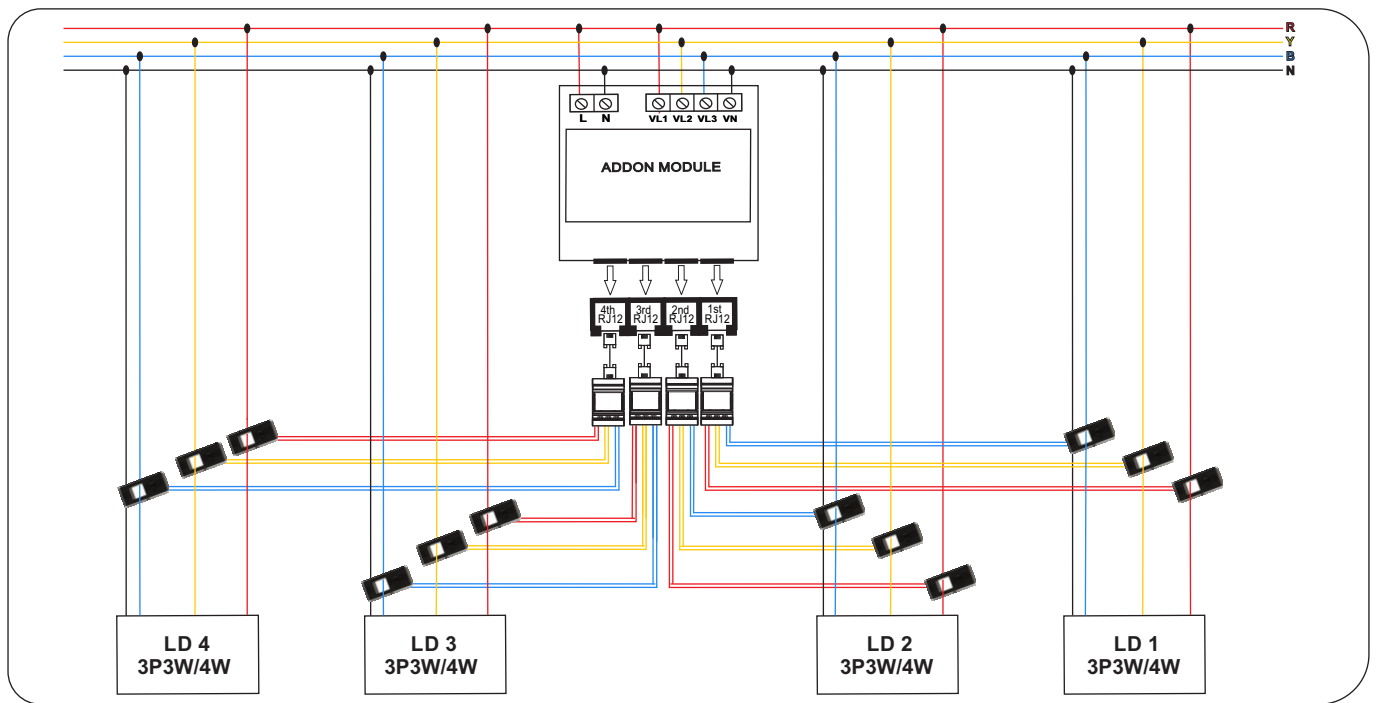 R
Y
B
N
L N VL1 VL2 VL3 VN
ADDON MODULE
4th RJ12
3rd RJ12
2nd RJ12
1st RJ12
LD 4
3P3W/4W
LD 3
3P3W/4W
LD 2
3P3W/4W
LD 1
3P3W/4W